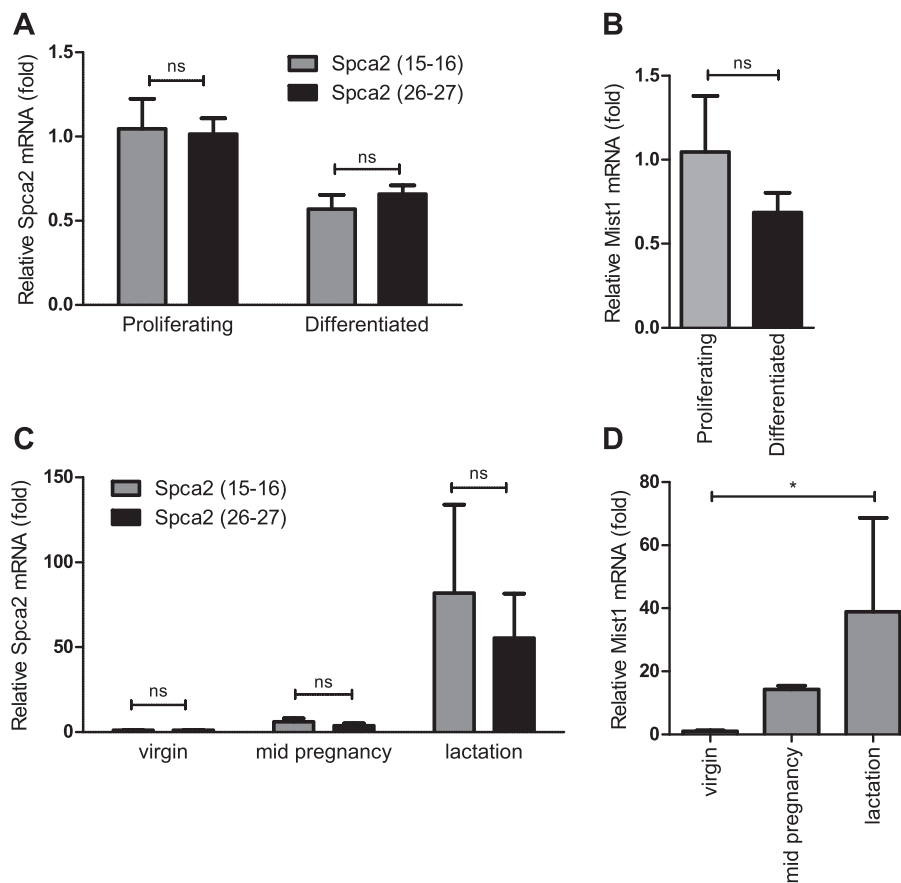 A
Relative Spca2 mRNA (fold)
1.5
1.0
0.5
0.0
ns
ns
Spca2 (15-16)
Spca2 (26-27)
Proliferating
Differentiated
B
Relative Mist1 mRNA (fold)
1.5
1.0
0.5
0.0
ns
Proliferating
Differentiated
C
Relative Spca2 mRNA (fold)
150
100
50
0
Spca2 (15-16)
Spca2 (26-27)
ns
ns
ns
virgin
mid pregnancy
lactation
D
Relative Mist1 mRNA (fold)
80
60
40
20
0
*
virgin
mid pregnancy
lactation